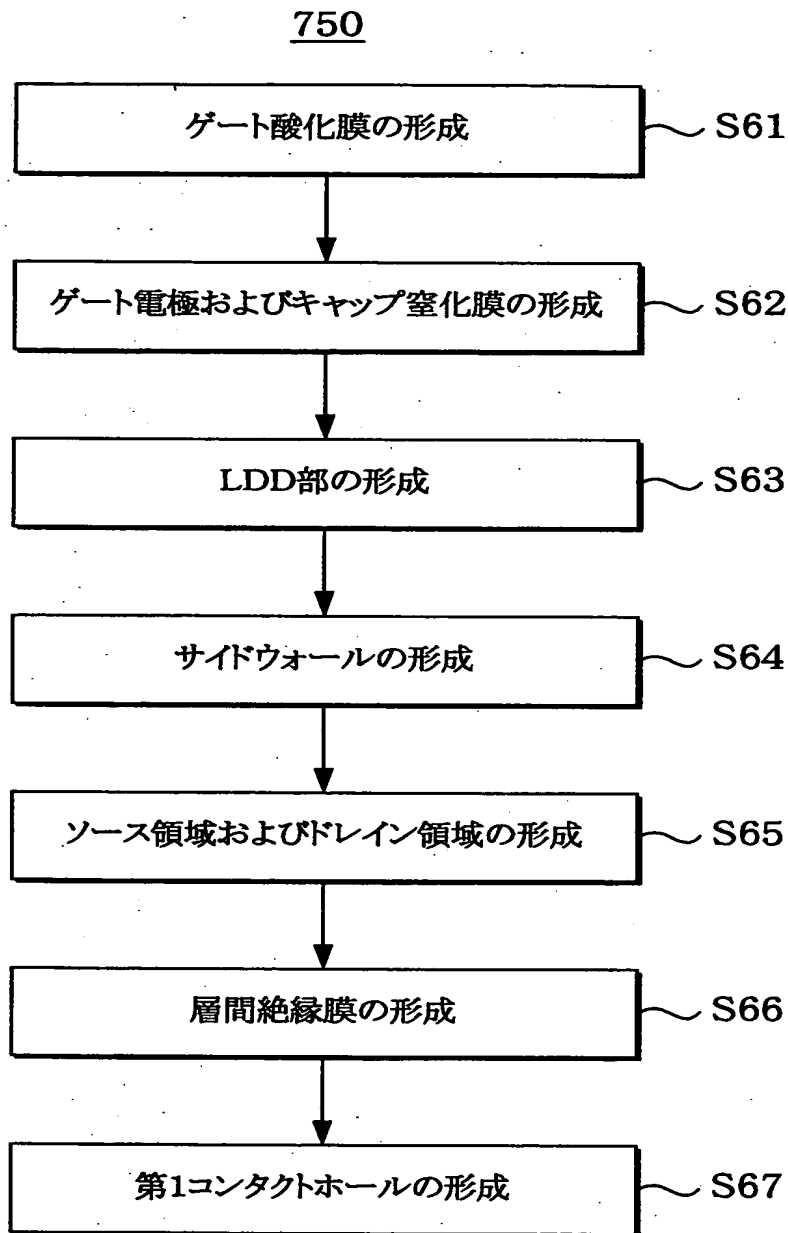 750
ゲート酸化膜の形成 S61
ゲート電極およびキャップ窒化膜の形成 S62
LDD部の形成 S63
サイドウォールの形成 S64
ソース領域およびドレイン領域の形成 S65
層間絶縁膜の形成 S66
第1コンタクトホールの形成 S67